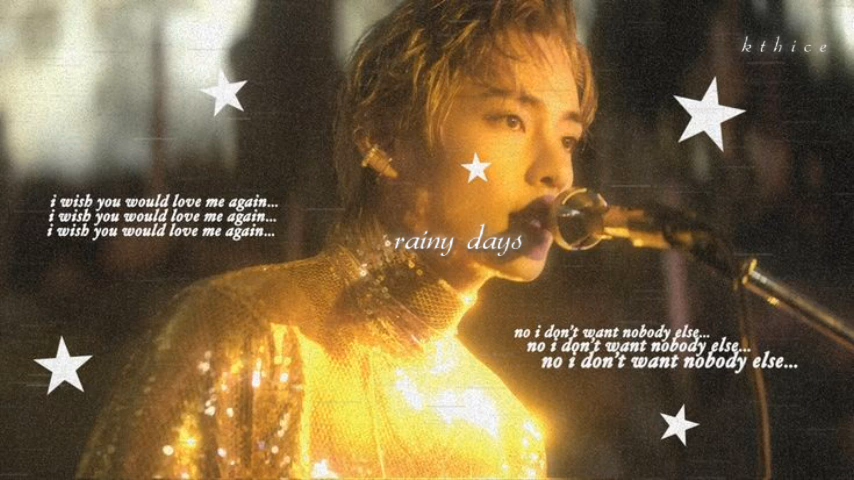 k t h i c e
i wish you would love me again...
i wish you would love me again...
i wish you would love me again...
rainy days
no i don't want nobody else...
no i don't want nobody else...
no i don't want nobody else...